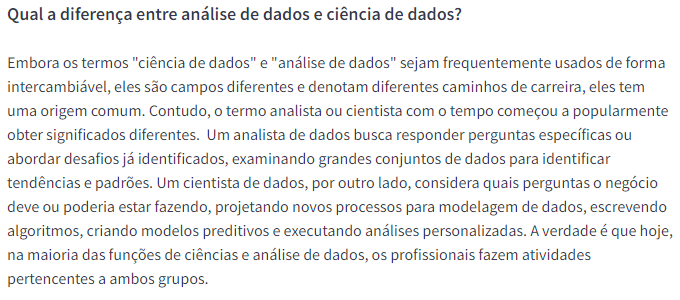 Qual a diferença entre análise de dados e ciência de dados?
Embora os termos "ciência de dados" e "análise de dados" sejam frequentemente usados de forma
intercambiável, eles são campos diferentes e denotam diferentes caminhos de carreira, eles tem
uma origem comum. Contudo, o termo analista ou cientista com o tempo começou a popularmente
obter significados diferentes.  Um analista de dados busca responder perguntas específicas ou
abordar desafios já identificados, examinando grandes conjuntos de dados para identificar
tendências e padrões. Um cientista de dados, por outro lado, considera quais perguntas o negócio
deve ou poderia estar fazendo, projetando novos processos para modelagem de dados, escrevendo
algoritmos, criando modelos preditivos e executando análises personalizadas. A verdade é que hoje,
na maioria das funções de ciências e análise de dados, os profissionais fazem atividades
pertencentes a ambos grupos.